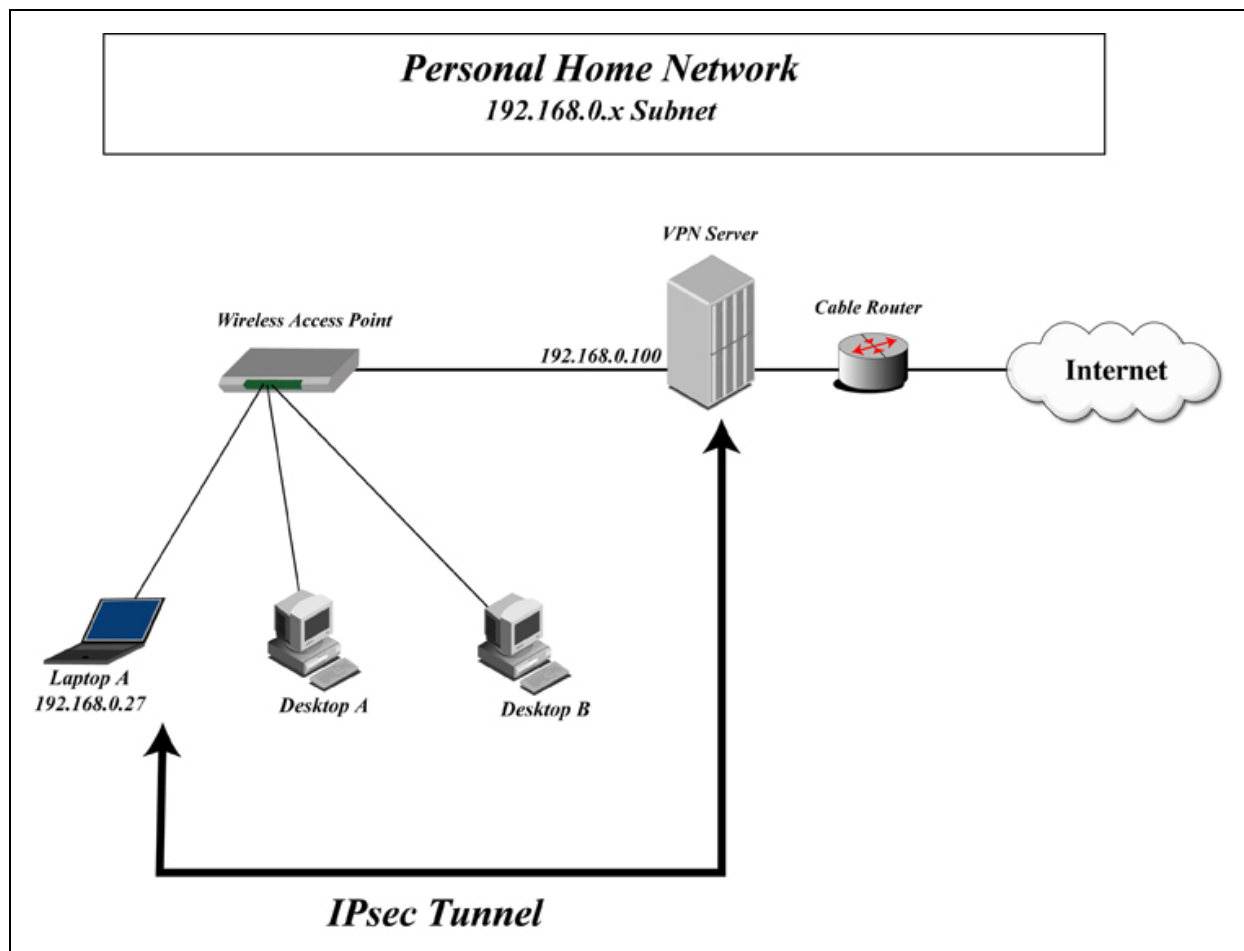 Personal Home Network
192.168.0.x Subnet
VPN Server
Cable Router
Wireless Access Point
192.168.0.100
Internet
Laptop A
192.168.0.27
Desktop A
Desktop B
IPsec Tunnel